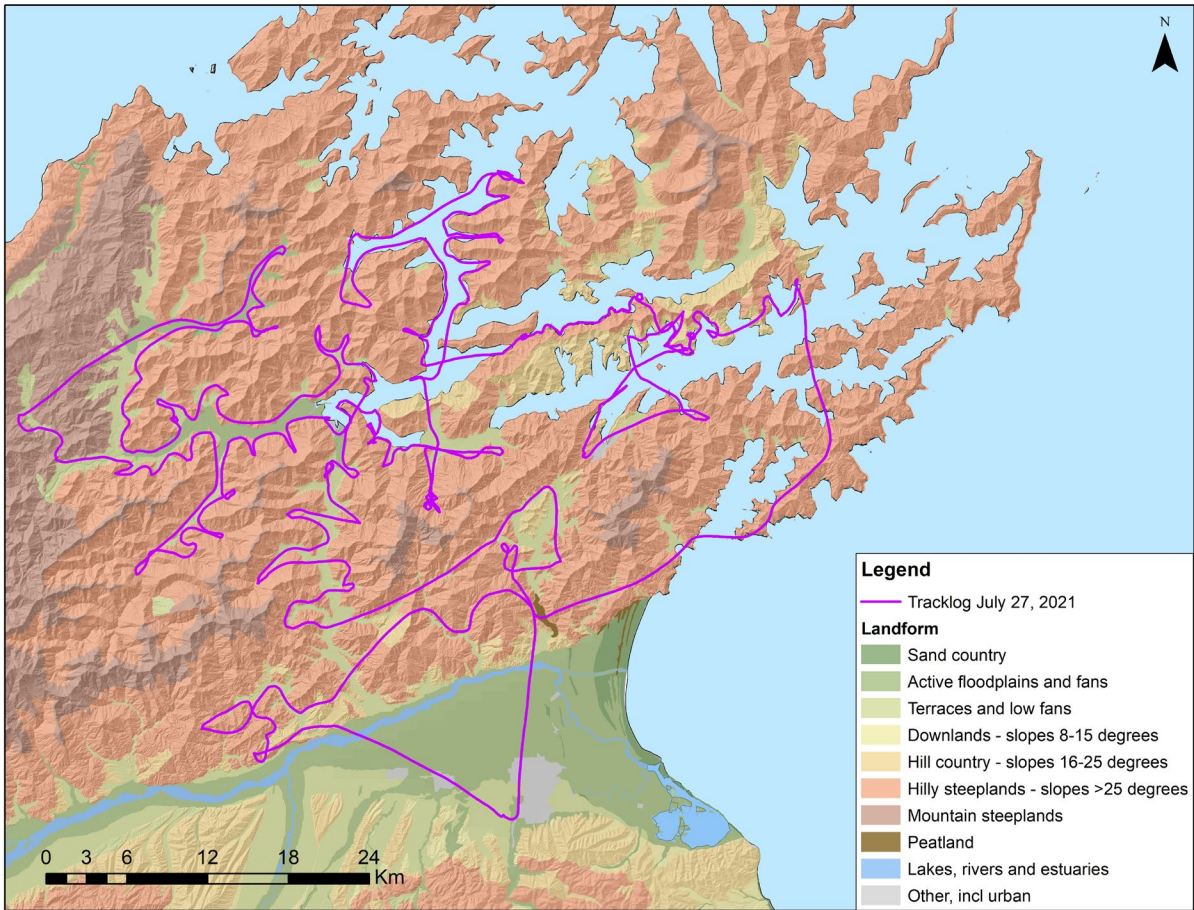 N
Legend
Tracklog July 27, 2021
Landform
Sand country
Active floodplains and fans
Terraces and low fans
Downlands - slopes 8-15 degrees
Hill country - slopes 16-25 degrees
Hilly steeplands - slopes >25 degrees
Mountain steeplands
Peatland
Lakes, rivers and estuaries
Other, incl urban
0 3 6 12 18 24
Km